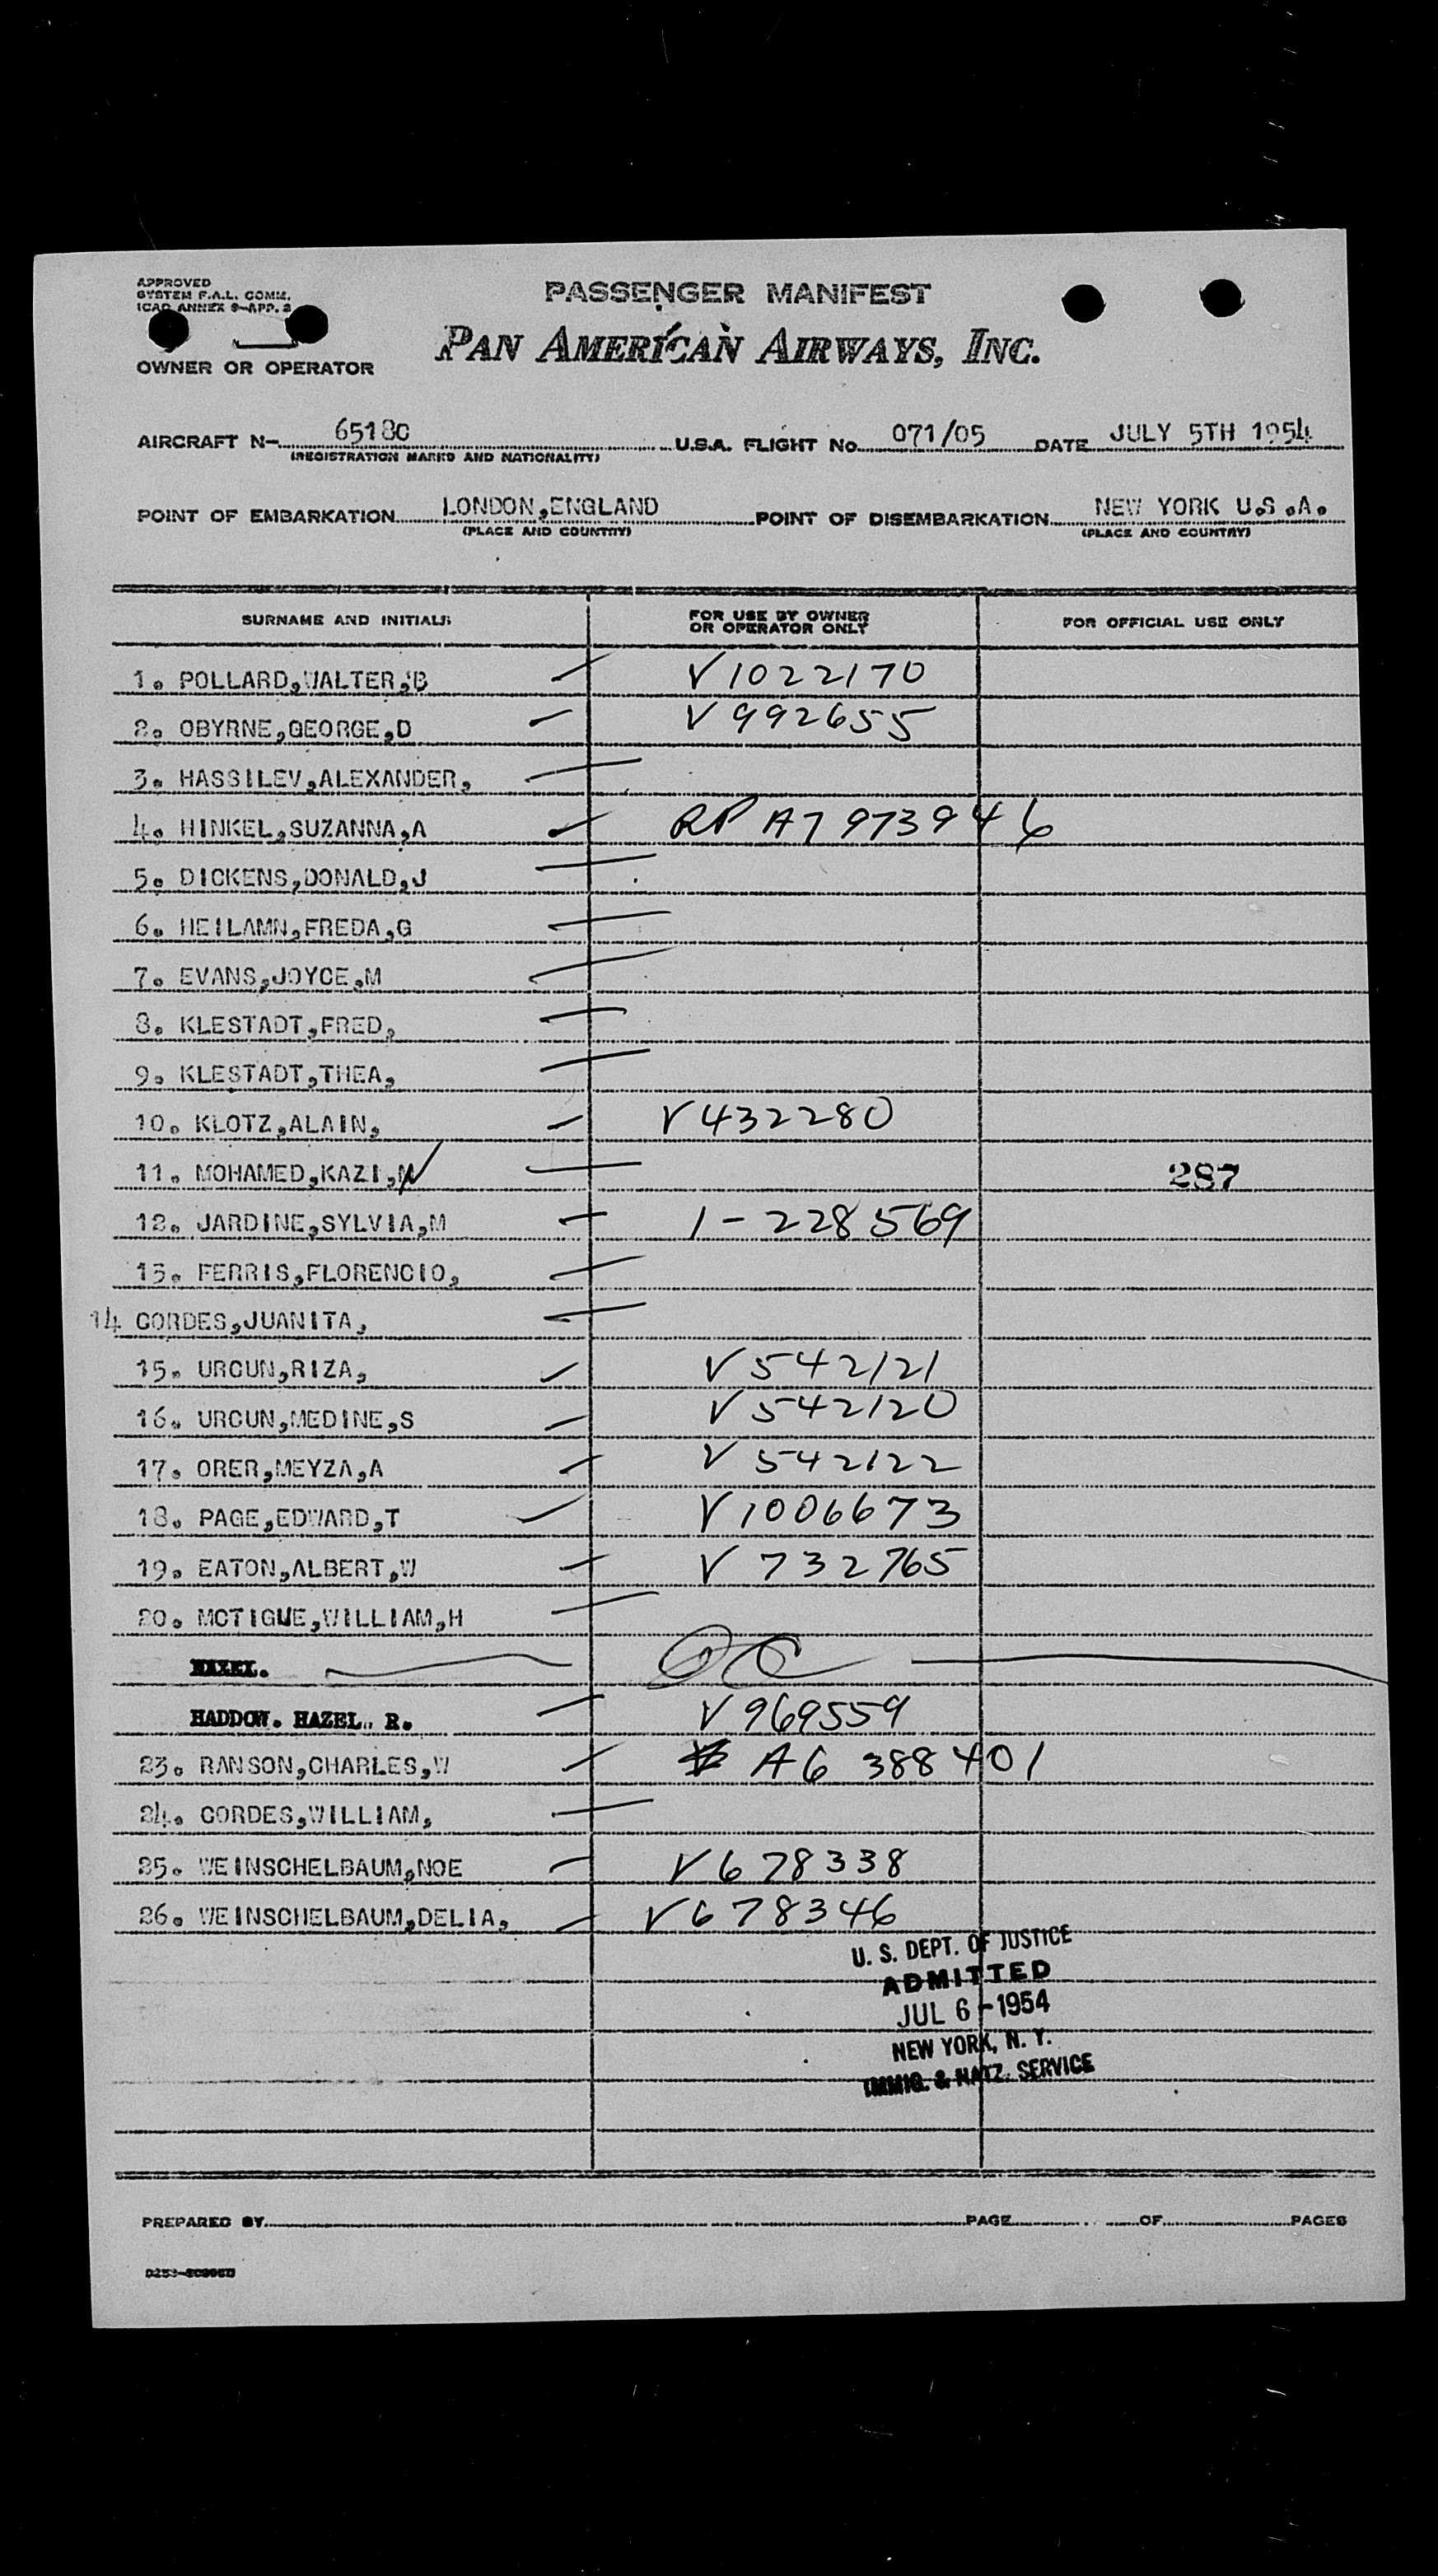 APPROVED
SYSTEM F.A.L. COMM.
ICAO ANNEX 9-APP. 2
PASSENGER MANIFEST
PAN AMERICAN AIRWAYS, INC.
OWNER OR OPERATOR
AIRCRAFT N- 65180 U.S.A. FLIGHT No. 071/05 DATE JULY 5TH 1954
(REGISTRATION MARKS AND NATIONALITY)
POINT OF EMBARKATION LONDON,ENGLAND POINT OF DISEMBARKATION NEW YORK U.S.A.
(PLACE AND COUNTRY) (PLACE AND COUNTRY)
SURNAME AND INITIALS FOR USE BY OWNER OR OPERATOR ONLY FOR OFFICIAL USE ONLY
1. POLLARD,WALTER,B V1022170
2. OBYRNE,GEORGE,D V992655
3. HASSILEV,ALEXANDER,
4. HINKEL,SUZANNA,A RP A7973946
5. DICKENS,DONALD,J
6. HEILAMN,FREDA,G
7. EVANS,JOYCE,M
8. KLESTADT,FRED,
9. KLESTADT,THEA,
10. KLOTZ,ALAIN, V432280
11. MOHAMED,KAZI, 287
12. JARDINE,SYLVIA,M 1-228569
13. FERRIS,FLORENCIO,
14 CORDES,JUANITA,
15. URGUN,RIZA, V542121
16. URGUN,MEDINE,S V542120
17. ORER,MEYZA,A V542122
18. PAGE,EDWARD,T V1006673
19. EATON,ALBERT,W V732765
20. MCTIGUE,WILLIAM,H
HADDOW. HAZEL. R. V969559
23. RANSON,CHARLES,W A6 388401
24. CORDES,WILLIAM,
25. WEINSCHELBAUM,NOE V678338
26. WEINSCHELBAUM,DELIA, V678346
U. S. DEPT. OF JUSTICE
ADMITTED
JUL 6-1954
NEW YORK, N. Y.
IMMIG. & NATZ. SERVICE
PREPARED BY PAGE OF PAGES